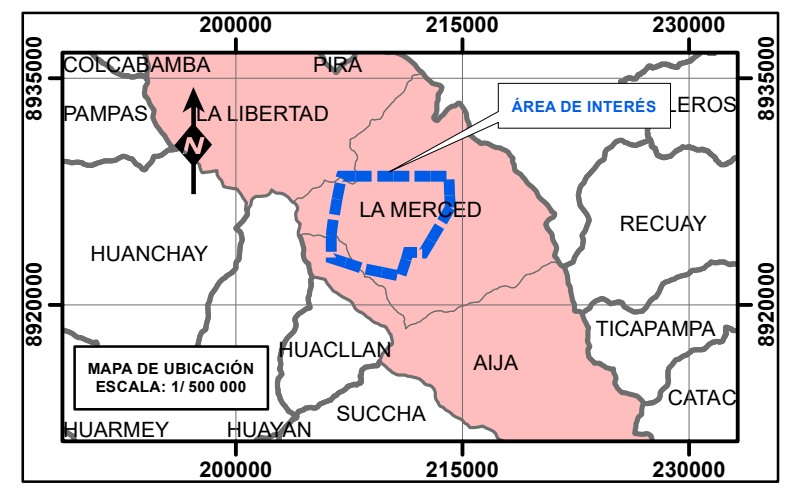 200000 215000 230000
8935000
8935000
COLCABAMBA
PIRA
PAMPAS
LA LIBERTAD
ÁREA DE INTERÉS
LEROS
N
LA MERCED
RECUAY
HUANCHAY
8920000
8920000
TICAPAMPA
HUACLLAN
AIJA
MAPA DE UBICACIÓN
ESCALA: 1/ 500 000
CATAC
SUCCHA
HUARMEY
HUAYAN
200000 215000 230000